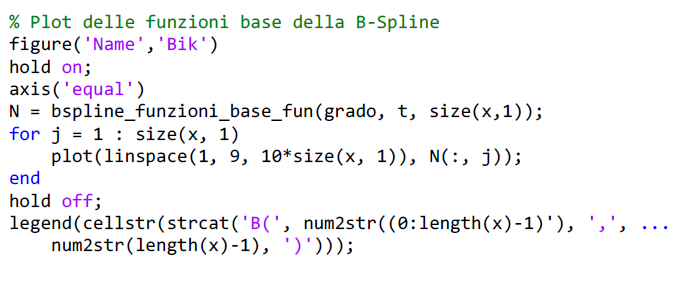 % Plot delle funzioni base della B-Spline
figure('Name','Bik')
hold on;
axis('equal')
N = bspline_funzioni_base_fun(grado, t, size(x,1));
for j = 1 : size(x, 1)
    plot(linspace(1, 9, 10*size(x, 1)), N(:, j));
end
hold off;
legend(cellstr(strcat('B(', num2str((0:length(x)-1)'), ',', ...
    num2str(length(x)-1), ')')));